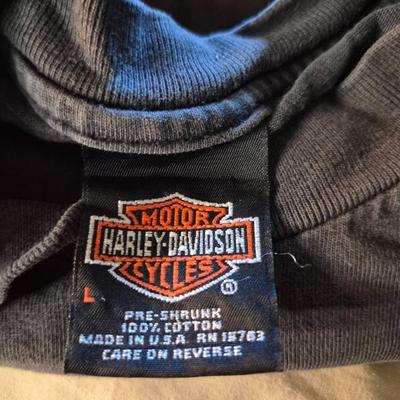 MOTOR
HARLEY-DAVIDSON
CYCLES
®
L
PRE-SHRUNK
100% COTTON
MADE IN U.S.A. RN 15763
CARE ON REVERSE